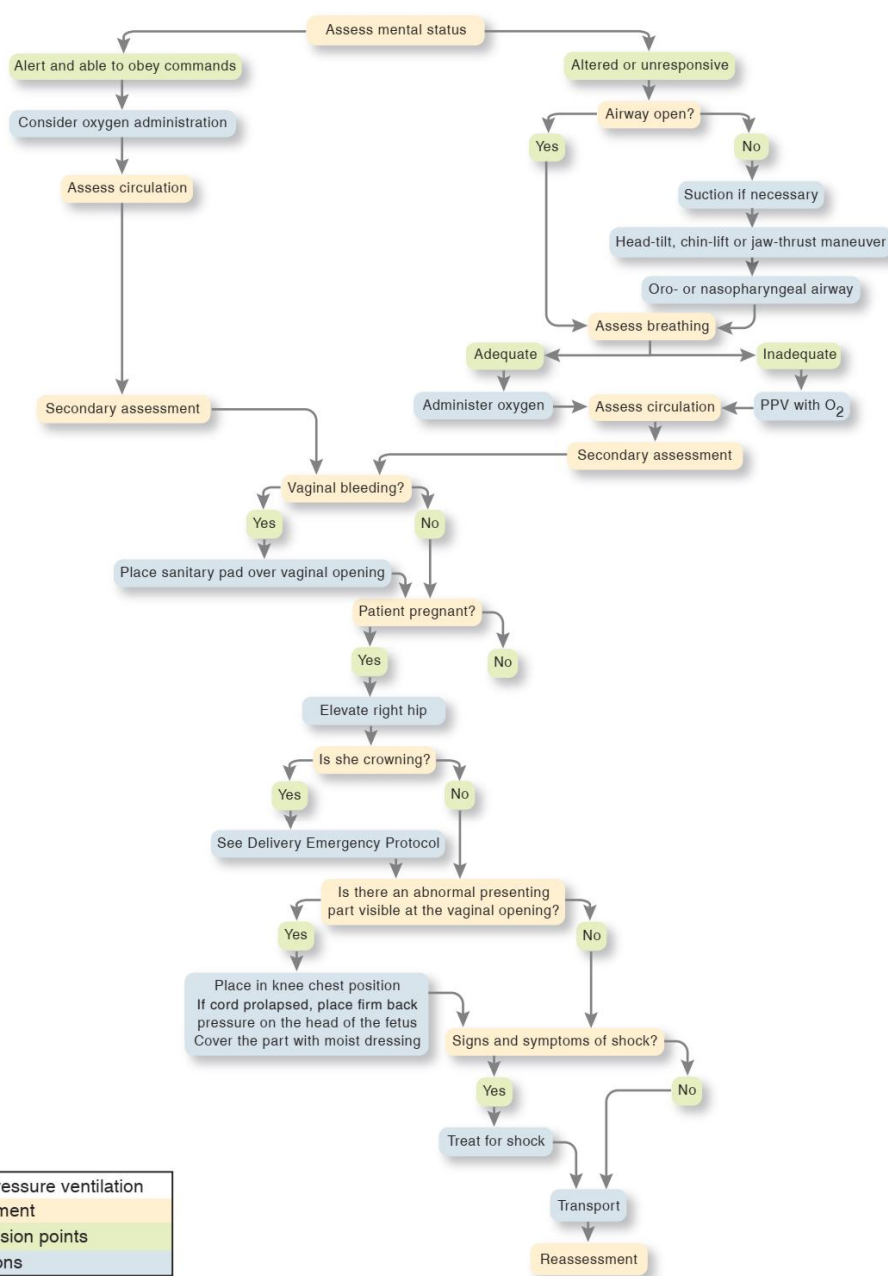 Assess mental status
Alert and able to obey commands
Altered or unresponsive
Consider oxygen administration
Airway open?
Yes
No
Assess circulation
Suction if necessary
Head-tilt, chin-lift or jaw-thrust maneuver
Oro- or nasopharyngeal airway
Assess breathing
Adequate
Inadequate
Secondary assessment
Administer oxygen
Assess circulation
PPV with O2
Secondary assessment
Vaginal bleeding?
Yes
No
Place sanitary pad over vaginal opening
Patient pregnant?
Yes
No
Elevate right hip
Is she crowning?
Yes
No
See Delivery Emergency Protocol
Is there an abnormal presenting
part visible at the vaginal opening?
Yes
No
Place in knee chest position
If cord prolapsed, place firm back
pressure on the head of the fetus
Cover the part with moist dressing
Signs and symptoms of shock?
Yes
No
Treat for shock
Transport
Reassessment
ventilation
points